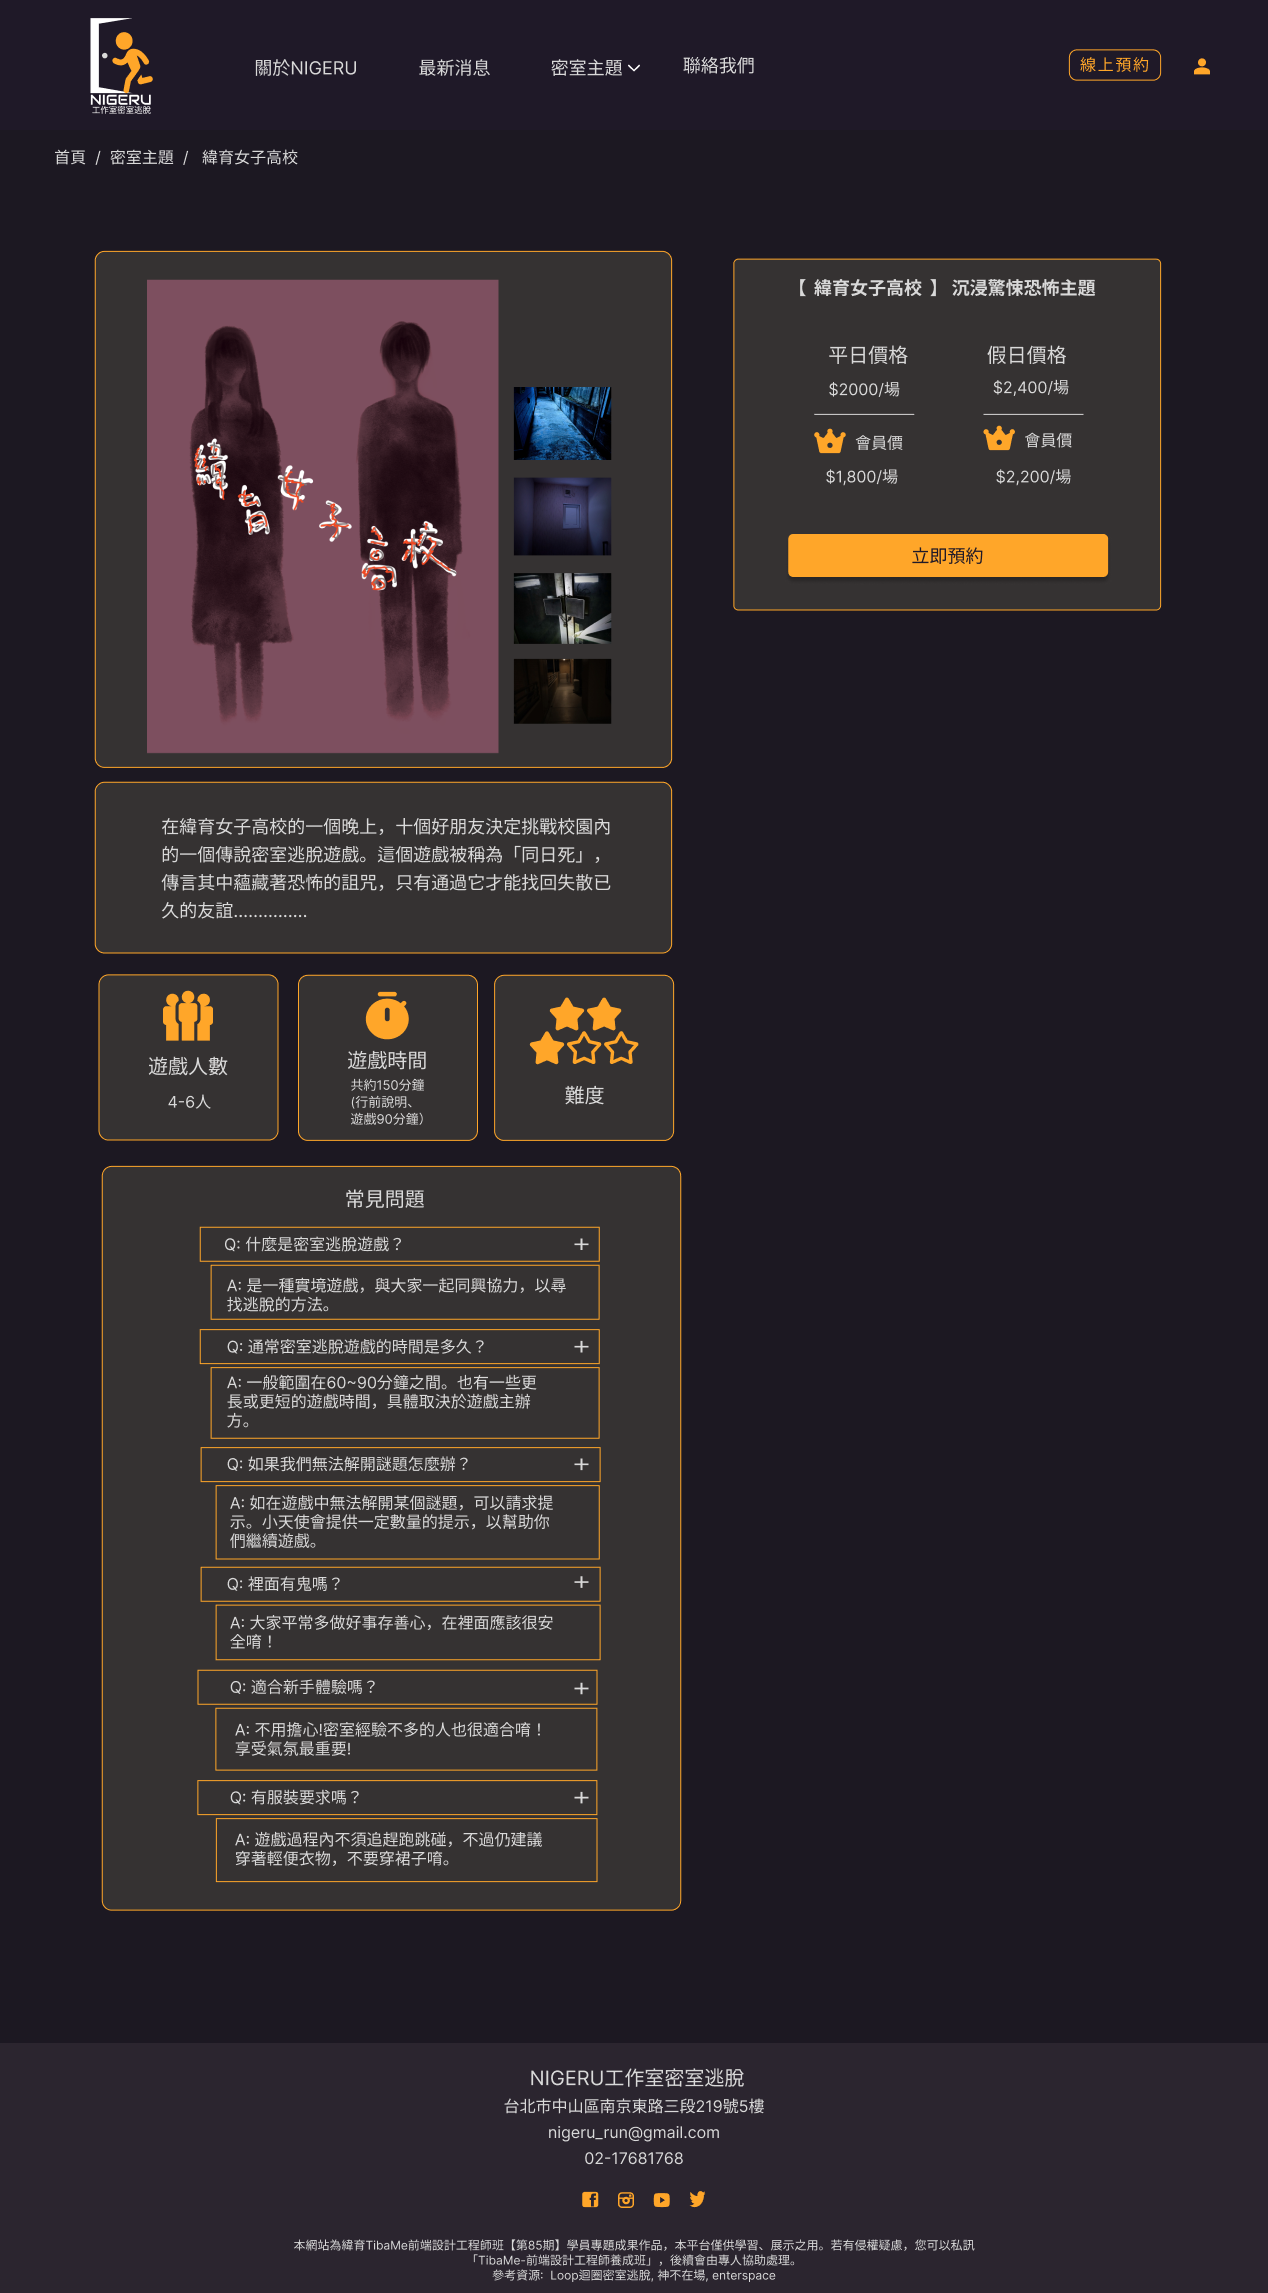 NIGERU
工作室密室逃脫
關於NIGERU
最新消息
密室主題
聯絡我們
線上預約
首頁 / 密室主題 / 緯育女子高校
緯育女子高校
【 緯育女子高校 】 沉浸驚悚恐怖主題
平日價格
假日價格
$2000/場
$2,400/場
會員價
會員價
$1,800/場
$2,200/場
立即預約
在緯育女子高校的一個晚上，十個好朋友決定挑戰校園內
的一個傳說密室逃脫遊戲。這個遊戲被稱為「同日死」，
傳言其中蘊藏著恐怖的詛咒，只有通過它才能找回失散已
久的友誼...............
遊戲人數
4-6人
遊戲時間
共約150分鐘
(行前說明、
遊戲90分鐘）
難度
常見問題
Q: 什麼是密室逃脫遊戲？
A: 是一種實境遊戲，與大家一起同興協力，以尋
找逃脫的方法。
Q: 通常密室逃脫遊戲的時間是多久？
A: 一般範圍在60~90分鐘之間。也有一些更
長或更短的遊戲時間，具體取決於遊戲主辦
方。
Q: 如果我們無法解開謎題怎麼辦？
A: 如在遊戲中無法解開某個謎題，可以請求提
示。小天使會提供一定數量的提示，以幫助你
們繼續遊戲。
Q: 裡面有鬼嗎？
A: 大家平常多做好事存善心，在裡面應該很安
全唷！
Q: 適合新手體驗嗎？
A: 不用擔心!密室經驗不多的人也很適合唷！
享受氣氛最重要!
Q: 有服裝要求嗎？
A: 遊戲過程內不須追趕跑跳碰，不過仍建議
穿著輕便衣物，不要穿裙子唷。
NIGERU工作室密室逃脫
台北市中山區南京東路三段219號5樓
nigeru_run@gmail.com
02-17681768
本網站為緯育TibaMe前端設計工程師班【第85期】學員專題成果作品，本平台僅供學習、展示之用。若有侵權疑慮，您可以私訊
「TibaMe-前端設計工程師養成班」，後續會由專人協助處理。
參考資源: Loop迴圈密室逃脫, 神不在場, enterspace